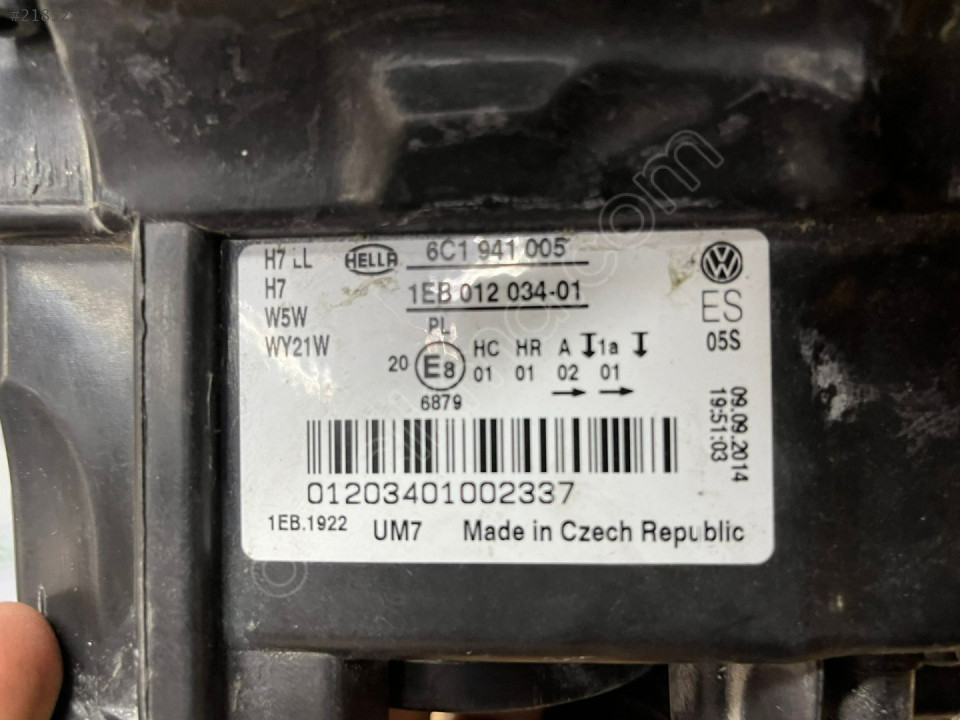 H7 LL
H7
W5W
WY21W
HELLA
6C1 941 005
1EB 012 034-01
PL
20 E8 HC HR A 1a
01 01 02 01
6879
ES
05S
09.09.2014
19:51:03
01203401002337
1EB.1922 UM7 Made in Czech Republic